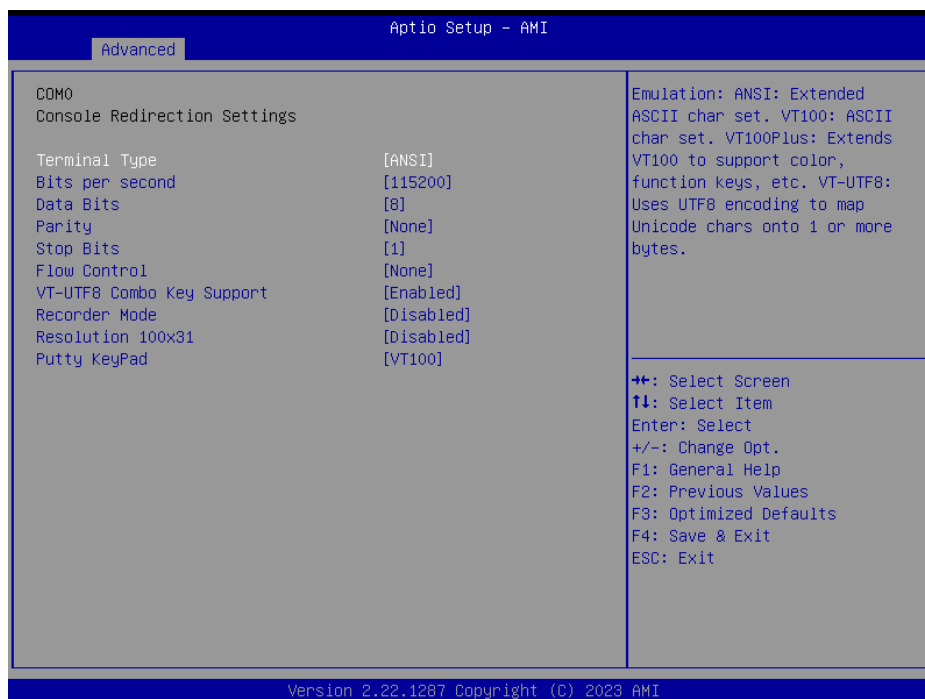 Aptio Setup – AMI
Advanced
COM0
Console Redirection Settings
Terminal Type [ANSI]
Bits per second [115200]
Data Bits [8]
Parity [None]
Stop Bits [1]
Flow Control [None]
VT-UTF8 Combo Key Support [Enabled]
Recorder Mode [Disabled]
Resolution 100x31 [Disabled]
Putty KeyPad [VT100]
Emulation: ANSI: Extended
ASCII char set. VT100: ASCII
char set. VT100Plus: Extends
VT100 to support color,
function keys, etc. VT-UTF8:
Uses UTF8 encoding to map
Unicode chars onto 1 or more
bytes.
→←: Select Screen
↑↓: Select Item
Enter: Select
+/-: Change Opt.
F1: General Help
F2: Previous Values
F3: Optimized Defaults
F4: Save & Exit
ESC: Exit
Version 2.22.1287 Copyright (C) 2023 AMI